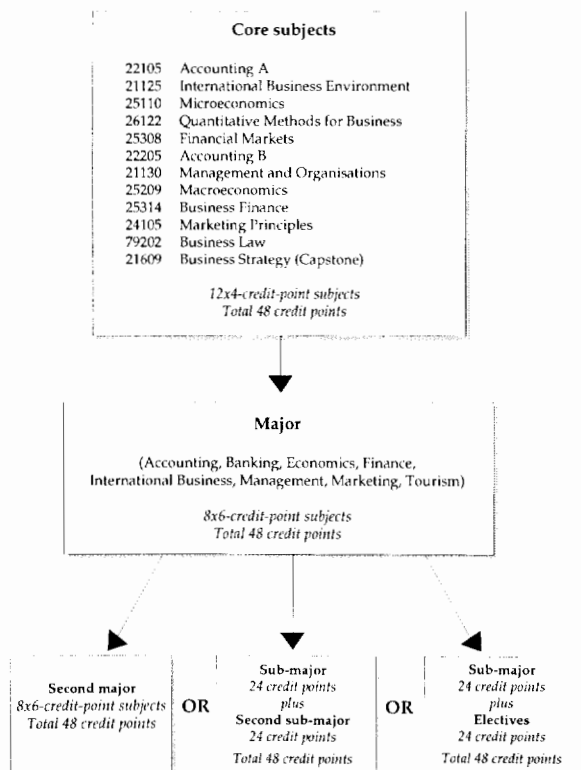 Core subjects
22105 Accounting A
21125 International Business Environment
25110 Microeconomics
26122 Quantitative Methods for Business
25308 Financial Markets
22205 Accounting B
21130 Management and Organisations
25209 Macroeconomics
25314 Business Finance
24105 Marketing Principles
79202 Business Law
21609 Business Strategy (Capstone)
12x4-credit-point subjects
Total 48 credit points
Major
(Accounting, Banking, Economics, Finance,
International Business, Management, Marketing, Tourism)
8x6-credit-point subjects
Total 48 credit points
Second major
8x6-credit-point subjects
Total 48 credit points
OR
Sub-major
24 credit points
plus
Second sub-major
24 credit points
Total 48 credit points
OR
Sub-major
24 credit points
plus
Electives
24 credit points
Total 48 credit points